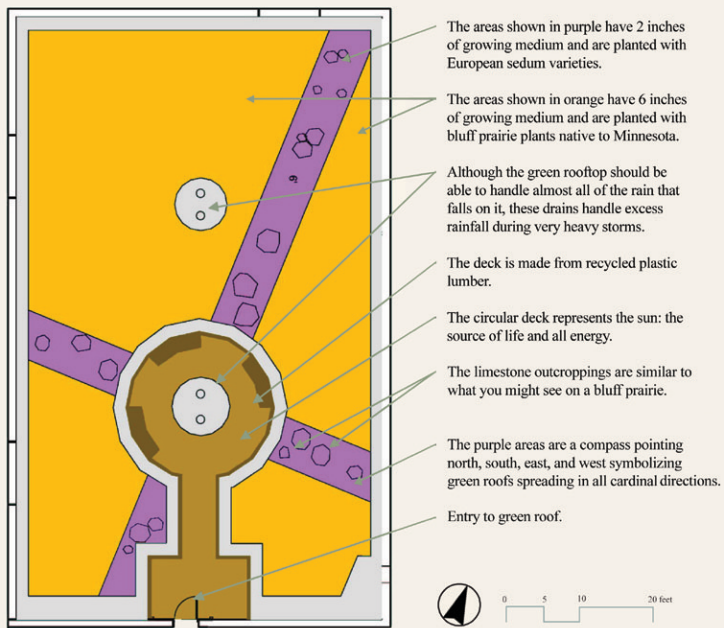 The areas shown in purple have 2 inches
of growing medium and are planted with
European sedum varieties.
The areas shown in orange have 6 inches
of growing medium and are planted with
bluff prairie plants native to Minnesota.
Although the green rooftop should be
able to handle almost all of the rain that
falls on it, these drains handle excess
rainfall during very heavy storms.
The deck is made from recycled plastic
lumber.
The circular deck represents the sun: the
source of life and all energy.
The limestone outcroppings are similar to
what you might see on a bluff prairie.
The purple areas are a compass pointing
north, south, east, and west symbolizing
green roofs spreading in all cardinal directions.
Entry to green roof.
0 5 10 20 feet